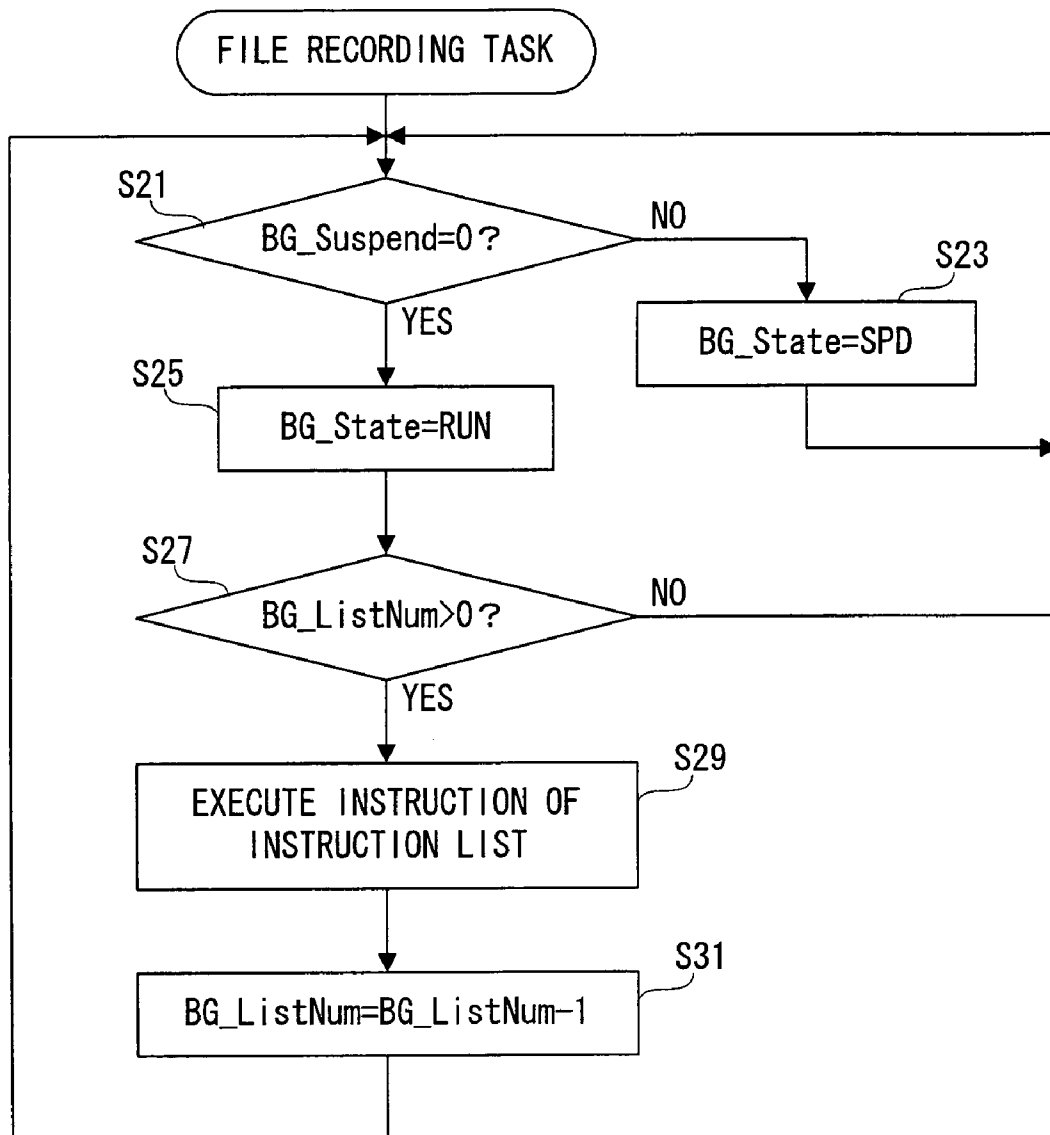 FILE RECORDING TASK
S21
BG_Suspend=0?
NO
S23
YES
BG_State=SPD
S25
BG_State=RUN
S27
BG_ListNum>0?
NO
YES
S29
EXECUTE INSTRUCTION OF
INSTRUCTION LIST
S31
BG_ListNum=BG_ListNum-1